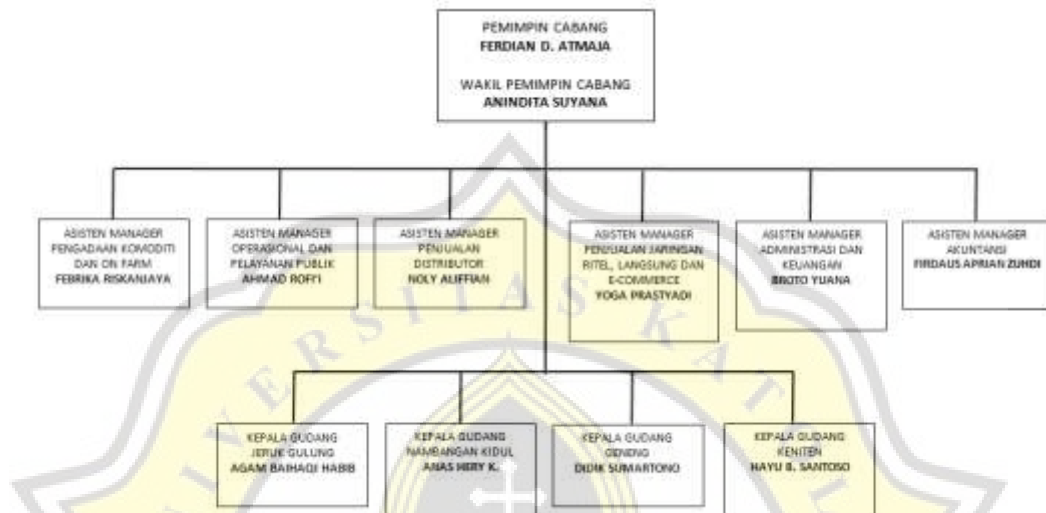 PEMIMPIN CABANG
FERDIAN D. ATMAJA
WAKIL PEMIMPIN CABANG
ANINDITA SUYANA
ASISTEN MANAGER
PENGADAAN KOMODITI
DAN ON FARM
FEBRIKA RISKANJAYA
ASISTEN MANAGER
OPERASIONAL DAN
PELAYANAN PUBLIK
AHMAD ROFI'I
ASISTEN MANAGER
PENJUALAN
DISTRIBUTOR
NOLY ALIFFIAN
ASISTEN MANAGER
PENJUALAN JARINGAN
RITEL, LANGSUNG DAN
E-COMMERCE
YOGA PRASTYADI
ASISTEN MANAGER
ADMINISTRASI DAN
KEUANGAN
BROTO YUANA
ASISTEN MANAGER
AKUNTANSI
FIRDAUS APRIAN ZUHDI
KEPALA GUDANG
JERUK GULUNG
AGAM BAIHAQI HABIB
KEPALA GUDANG
NAMBANGAN KIDUL
ANAS HERY K.
KEPALA GUDANG
GENENG
DIDIK SUMARTONO
KEPALA GUDANG
KENITEN
HAYU B. SANTOSO